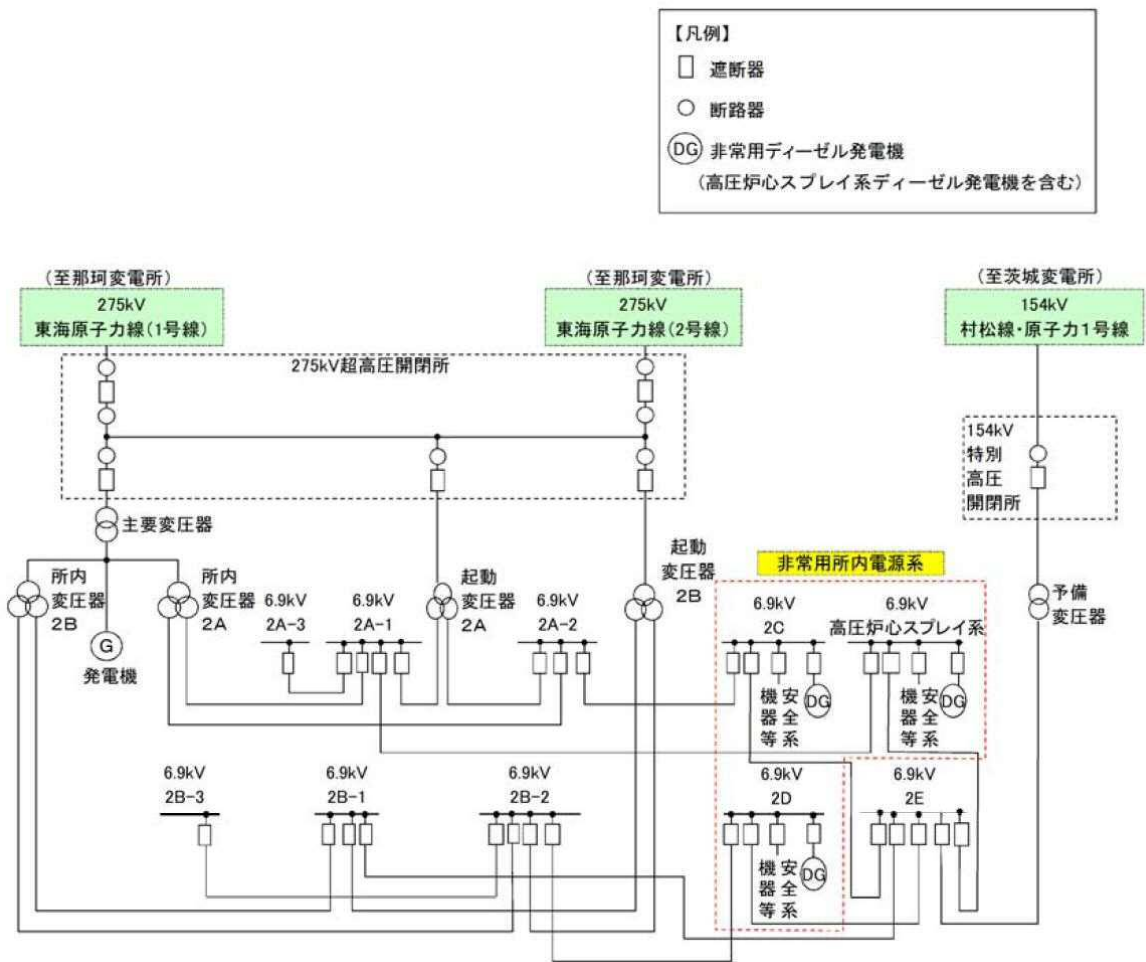 【凡例】
遮断器
断路器
DG 非常用ディーゼル発電機
(高圧炉心スプレイ系ディーゼル発電機を含む)
(至那珂変電所)
275kV
東海原子力線(1号線)
(至那珂変電所)
275kV
東海原子力線(2号線)
(至茨城変電所)
154kV
村松線・原子力1号線
275kV超高圧開閉所
154kV
特別
高圧
開閉所
主要変圧器
所内
変圧器
2B
所内
変圧器
2A
G
発電機
起動
変圧器
2A
起動
変圧器
2B
予備
変圧器
非常用所内電源系
6.9kV
2A-3
6.9kV
2A-1
6.9kV
2A-2
6.9kV
2C
安全系
機器等
DG
6.9kV
高圧炉心スプレイ系
安全系
機器等
DG
6.9kV
2B-3
6.9kV
2B-1
6.9kV
2B-2
6.9kV
2D
安全系
機器等
DG
6.9kV
2E